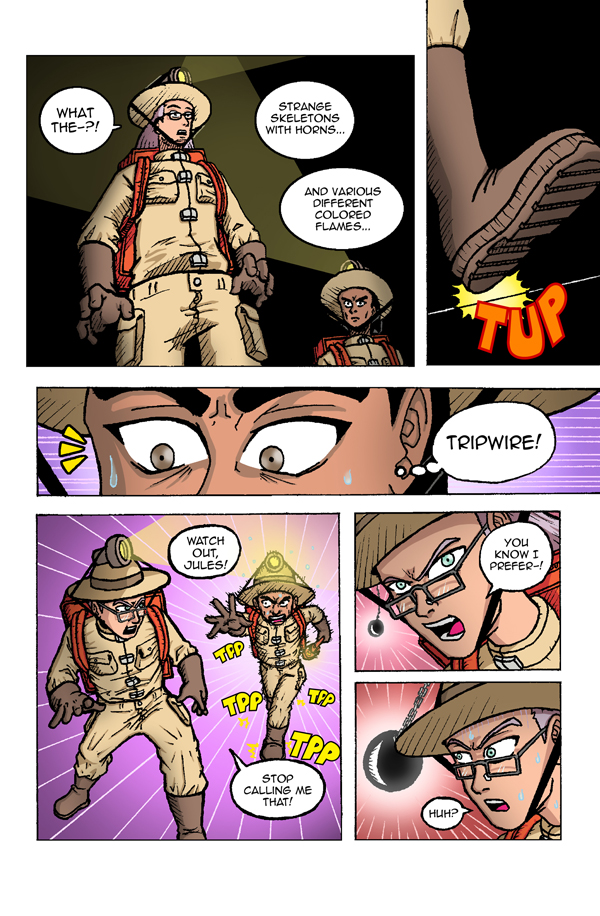 WHAT
THE-?!
STRANGE
SKELETONS
WITH HORNS...
AND VARIOUS
DIFFERENT
COLORED
FLAMES...
TUP
TRIPWIRE!
WATCH
OUT,
JULES!
TPP
TPP
TPP
TPP
STOP
CALLING ME
THAT!
YOU
KNOW I
PREFER-!
HUH?